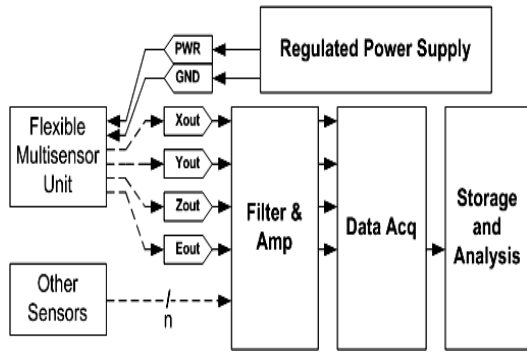 PWR
GND
Regulated Power Supply
Flexible
Multisensor
Unit
Xout
Yout
Zout
Eout
Filter &
Amp
Data Acq
Storage
and
Analysis
Other
Sensors
n